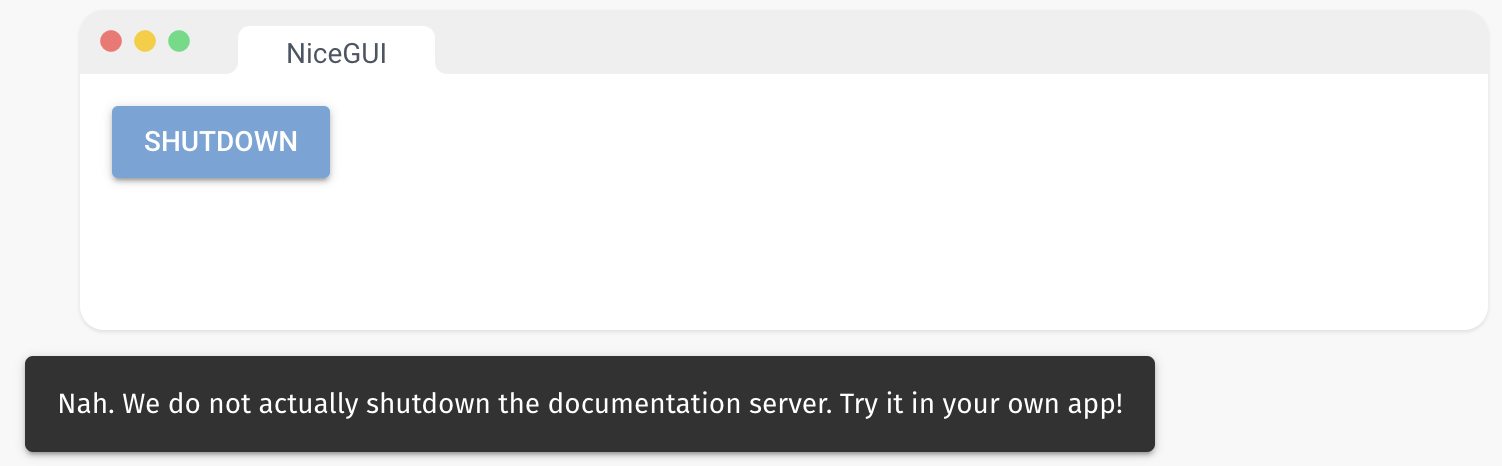 NiceGUI
SHUTDOWN
Nah. We do not actually shutdown the documentation server. Try it in your own app!